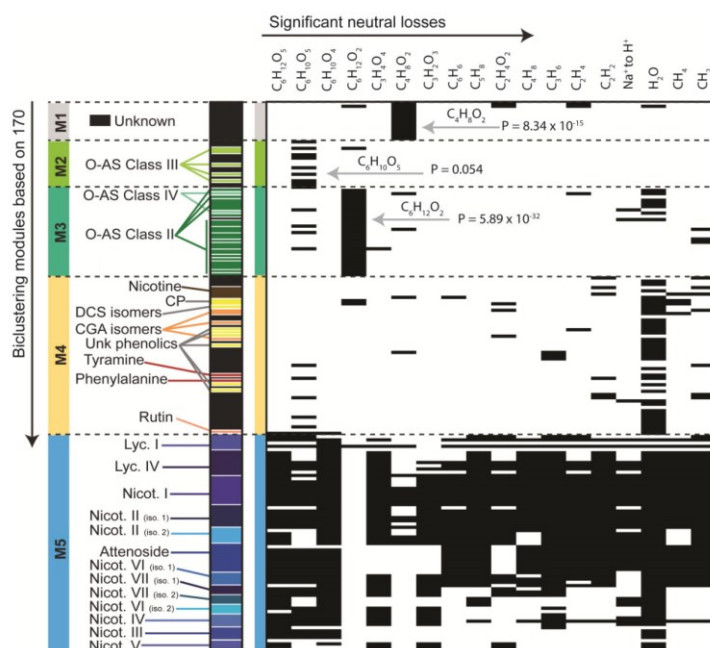 Significant neutral losses
C₆H₁₂O₅
C₆H₁₀O₅
C₆H₁₀O₄
C₆H₁₂O₂
C₃H₄O₄
C₄H₈O₂
C₃H₂O₃
C₆H₆
C₅H₈
C₂H₄O₂
C₄H₈
C₃H₆
C₂H₄
C₂H₂
Na⁺ to H⁺
H₂O
CH₄
CH₂
Biclustering modules based on 170
M1
Unknown
C₄H₈O₂
P = 8.34 x 10⁻¹⁵
M2
O-AS Class III
C₆H₁₀O₅
P = 0.054
M3
O-AS Class IV
O-AS Class II
C₆H₁₂O₂
P = 5.89 x 10⁻³²
M4
Nicotine
CP
DCS isomers
CGA isomers
Unk phenolics
Tyramine
Phenylalanine
Rutin
M5
Lyc. I
Lyc. IV
Nicot. I
Nicot. II (iso. 1)
Nicot. II (iso. 2)
Attenoside
Nicot. VI (iso. 1)
Nicot. VII (iso. 1)
Nicot. VII (iso. 2)
Nicot. VI (iso. 2)
Nicot. IV
Nicot. III
Nicot. V